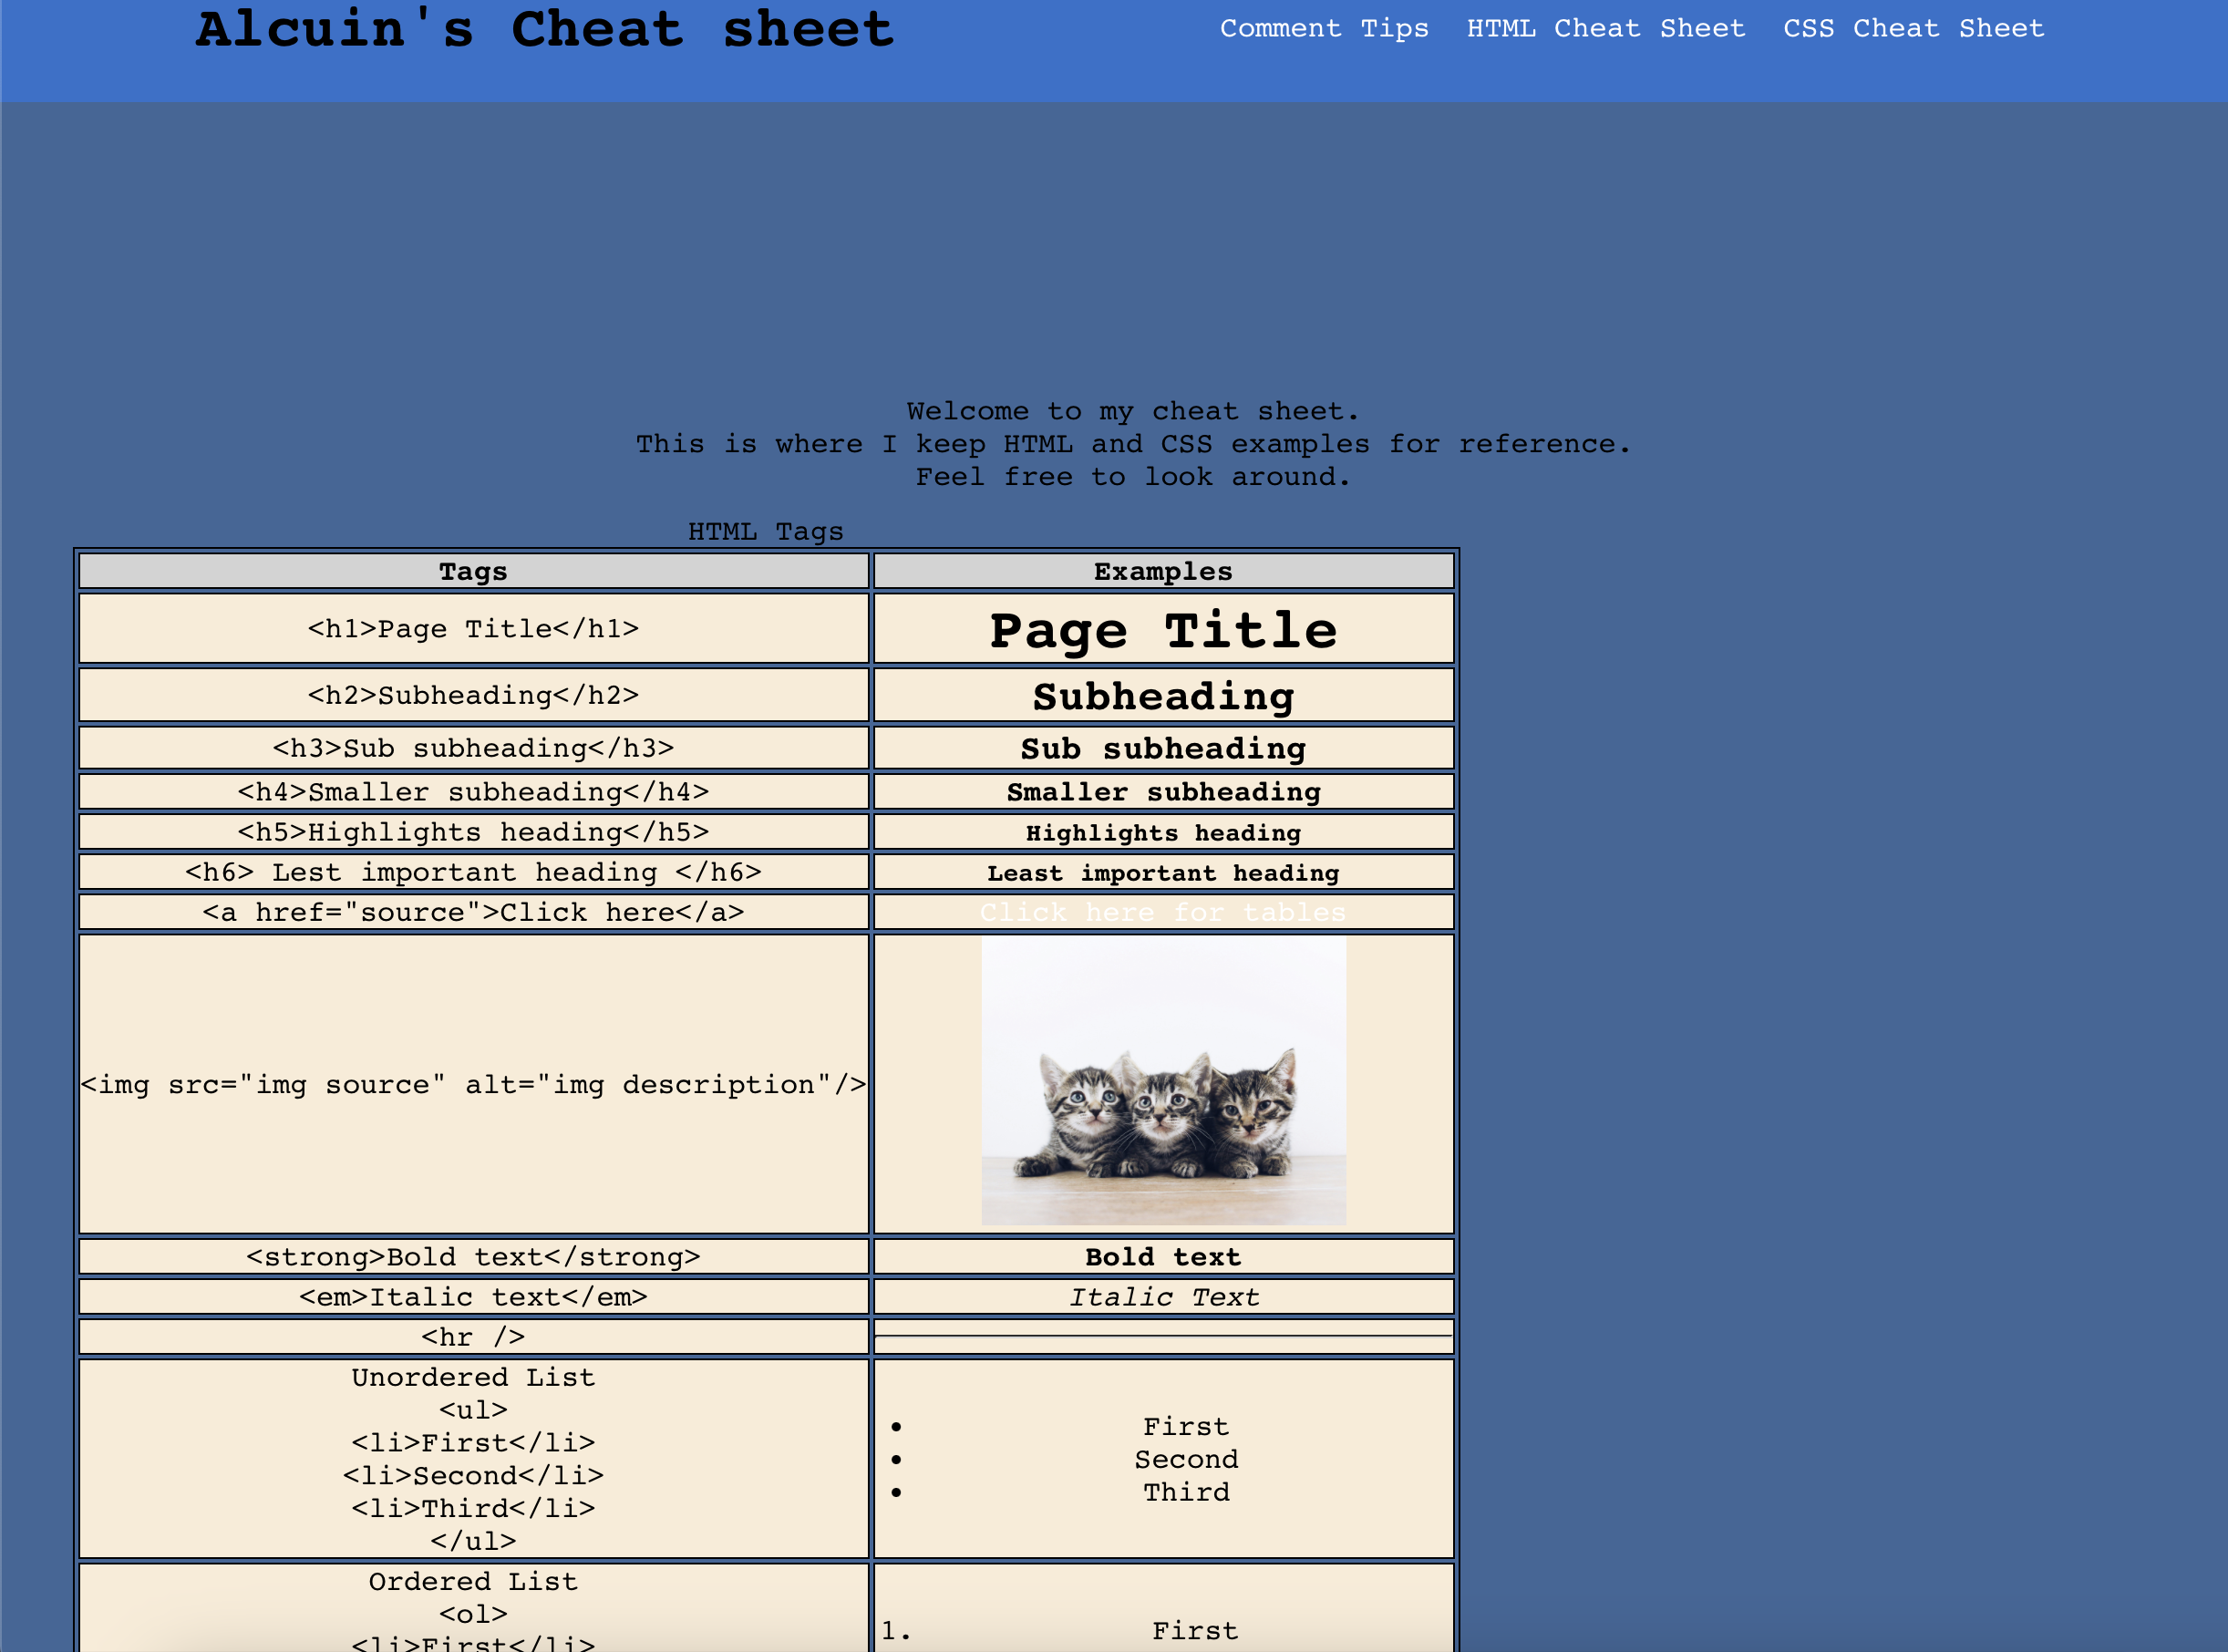 Alcuin's Cheat sheet
Comment Tips HTML Cheat Sheet CSS Cheat Sheet
Welcome to my cheat sheet.
This is where I keep HTML and CSS examples for reference.
Feel free to look around.
HTML Tags
Tags Examples
<h1>Page Title</h1> Page Title
<h2>Subheading</h2> Subheading
<h3>Sub subheading</h3> Sub subheading
<h4>Smaller subheading</h4> Smaller subheading
<h5>Highlights heading</h5> Highlights heading
<h6> Lest important heading </h6> Least important heading
<a href="source">Click here</a> Click here for tables
<img src="img source" alt="img description"/>
<strong>Bold text</strong> Bold text
<em>Italic text</em> Italic Text
<hr />
Unordered List
<ul>
<li>First</li>
<li>Second</li>
<li>Third</li>
</ul>
• First
• Second
• Third
Ordered List
<ol>
<li>First</li>
1. First